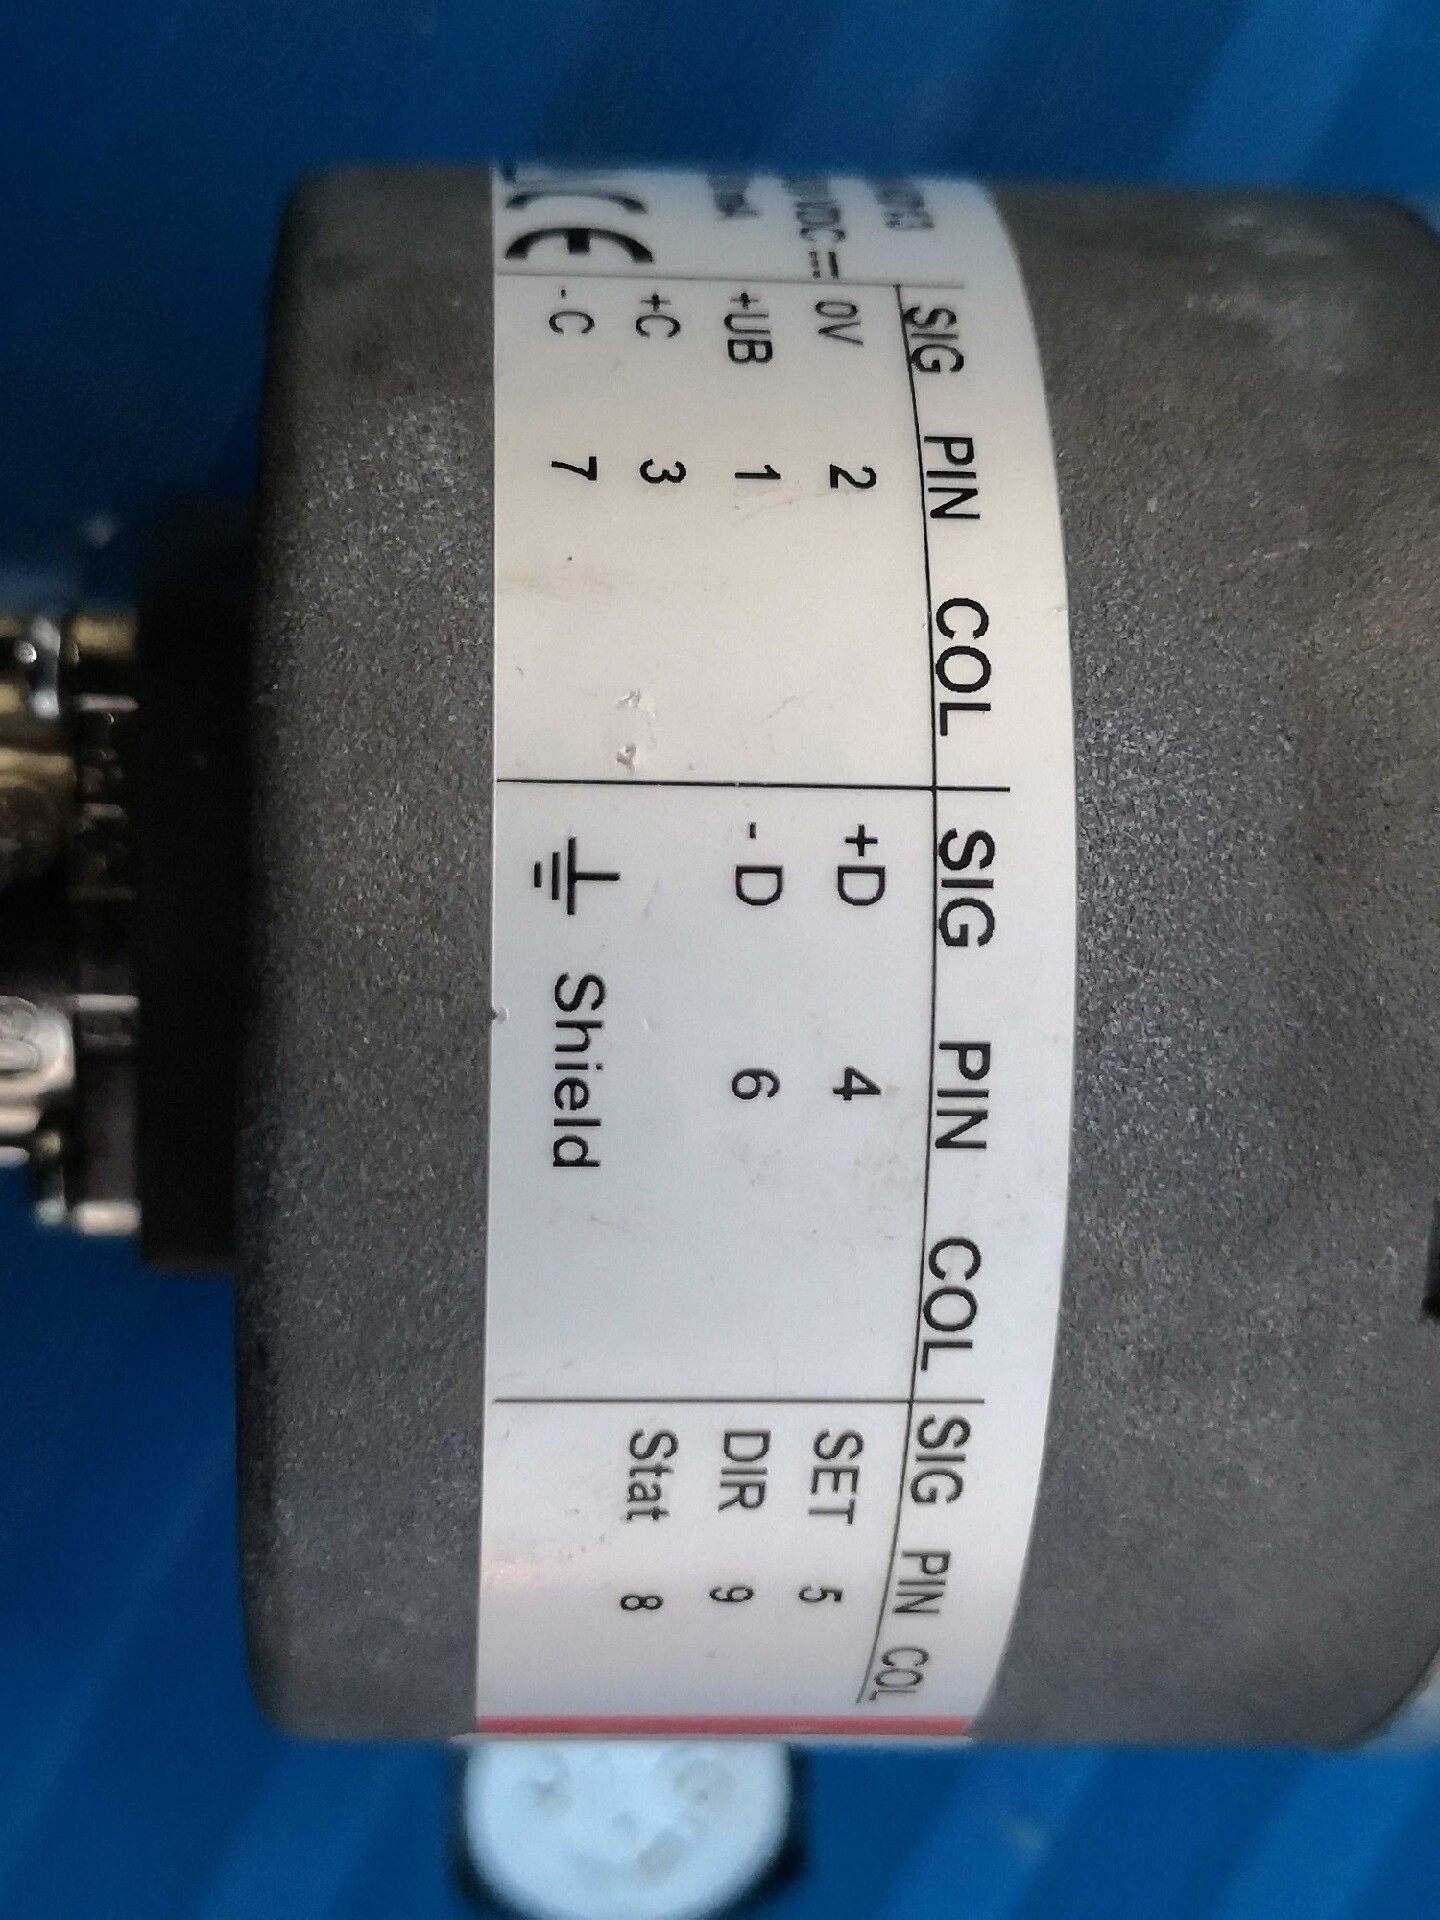 CE
SIG PIN COL SIG PIN COL SIG PIN COL
0V 2 +D 4 SET 5
+UB 1 - D 6 DIR 9
+C 3 Stat 8
- C 7 Shield